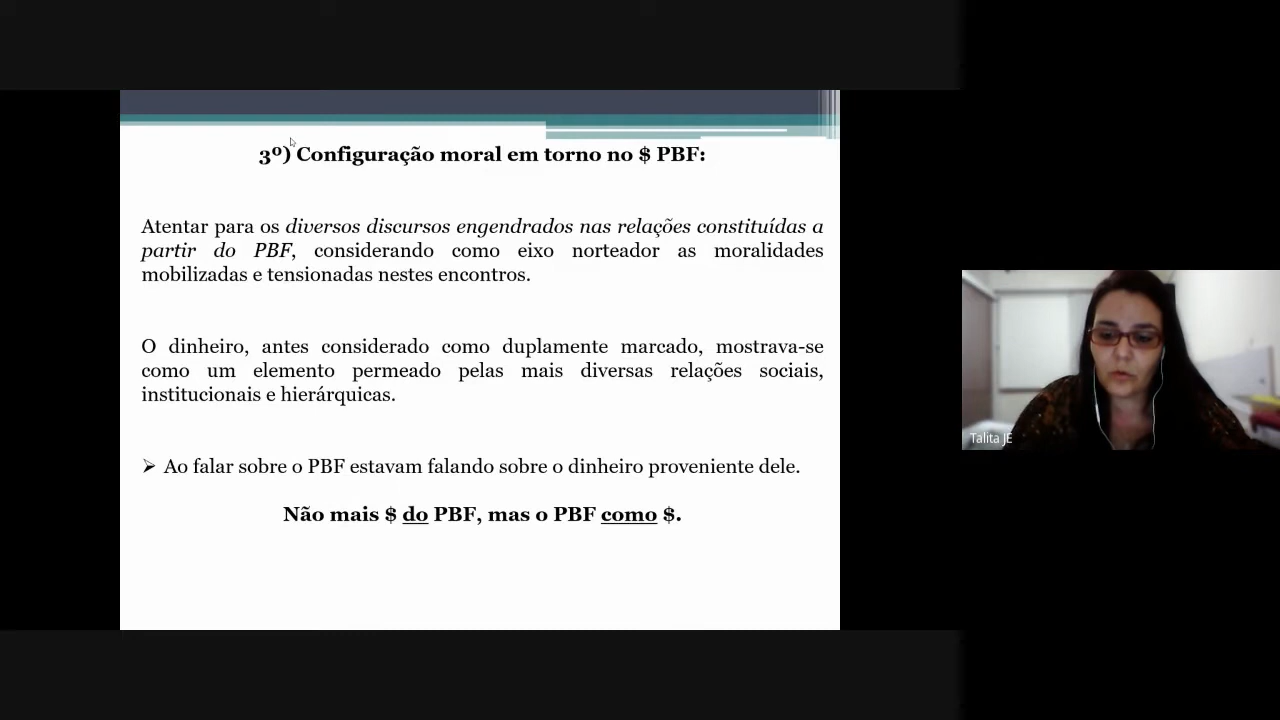 3º) Configuração moral em torno no $ PBF:
Atentar para os diversos discursos engendrados nas relações constituídas a
partir do PBF, considerando como eixo norteador as moralidades
mobilizadas e tensionadas nestes encontros.
O dinheiro, antes considerado como duplamente marcado, mostrava-se
como um elemento permeado pelas mais diversas relações sociais,
institucionais e hierárquicas.
➢ Ao falar sobre o PBF estavam falando sobre o dinheiro proveniente dele.
Não mais $ do PBF, mas o PBF como $.
Talita JE